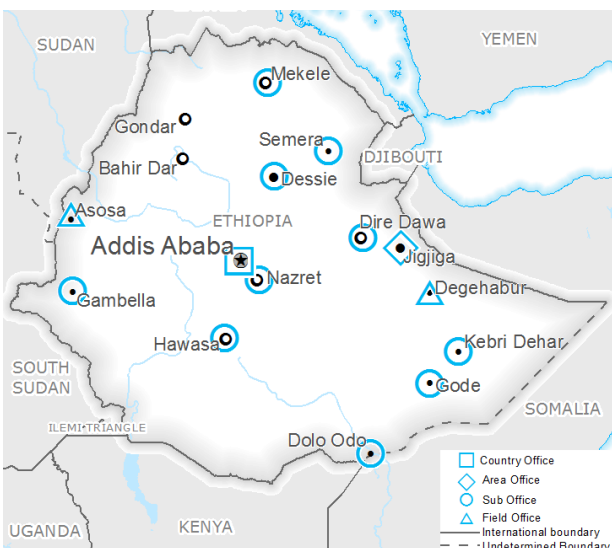 SUDAN
YEMEN
Mekele
Gondar
Semera
Bahir Dar
DJIBOUTI
Dessie
Asosa
ETHIOPIA
Dire Dawa
Addis Ababa
Jigjiga
Nazret
Degehabur
Gambella
Hawasa
Kebri Dehar
SOUTH
SUDAN
Gode
SOMALIA
ILEMI TRIANGLE
Dolo Odo
Country Office
Area Office
Sub Office
Field Office
UGANDA
KENYA
International boundary
Undetermined Boundary